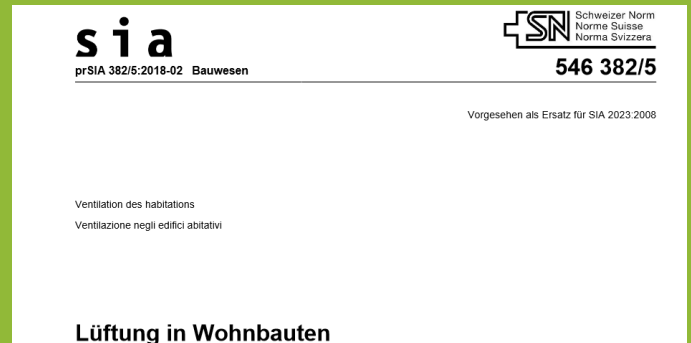 sia
SN
Schweizer Norm
Norme Suisse
Norma Svizzera
prSIA 382/5:2018-02 Bauwesen
546 382/5
Vorgesehen als Ersatz für SIA 2023:2008
Ventilation des habitations
Ventilazione negli edifici abitativi
Lüftung in Wohnbauten